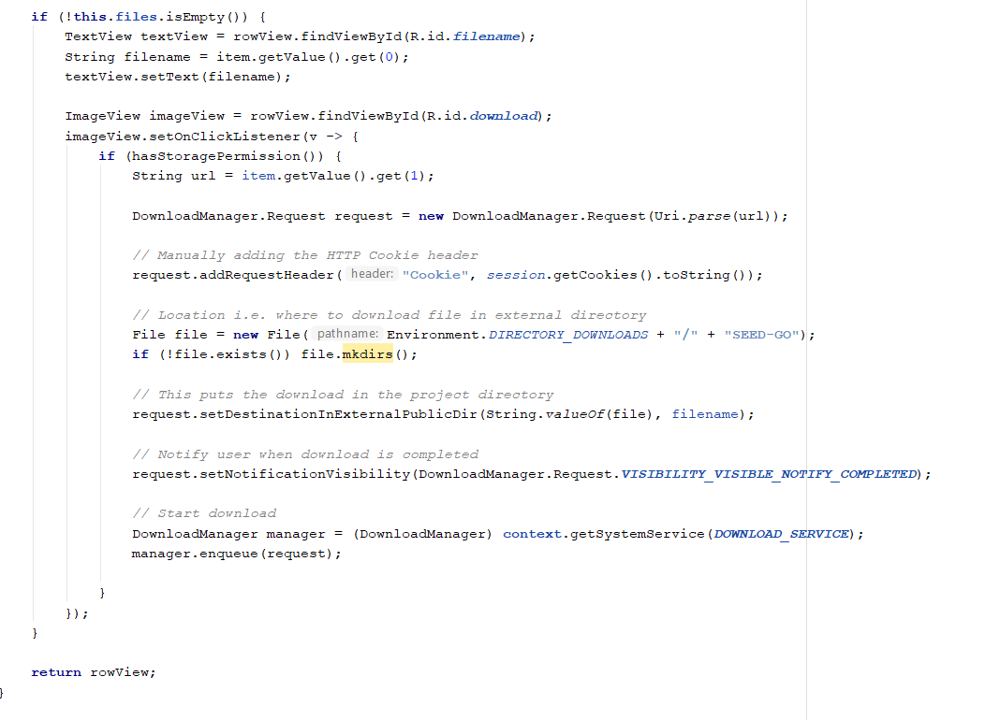 if (!this.files.isEmpty()) {
TextView textView = rowView.findViewById(R.id.filename);
String filename = item.getValue().get(0);
textView.setText(filename);
ImageView imageView = rowView.findViewById(R.id.download);
imageView.setOnClickListener(v -> {
if (hasStoragePermission()) {
String url = item.getValue().get(1);
DownloadManager.Request request = new DownloadManager.Request(Uri.parse(url));
// Manually adding the HTTP Cookie header
request.addRequestHeader( header: "Cookie", session.getCookies().toString());
// Location i.e. where to download file in external directory
File file = new File( pathname: Environment.DIRECTORY_DOWNLOADS + "/" + "SEED-GO");
if (!file.exists()) file.mkdirs();
// This puts the download in the project directory
request.setDestinationInExternalPublicDir(String.valueOf(file), filename);
// Notify user when download is completed
request.setNotificationVisibility(DownloadManager.Request.VISIBILITY_VISIBLE_NOTIFY_COMPLETED);
// Start download
DownloadManager manager = (DownloadManager) context.getSystemService(DOWNLOAD_SERVICE);
manager.enqueue(request);
}
});
}
return rowView;
}